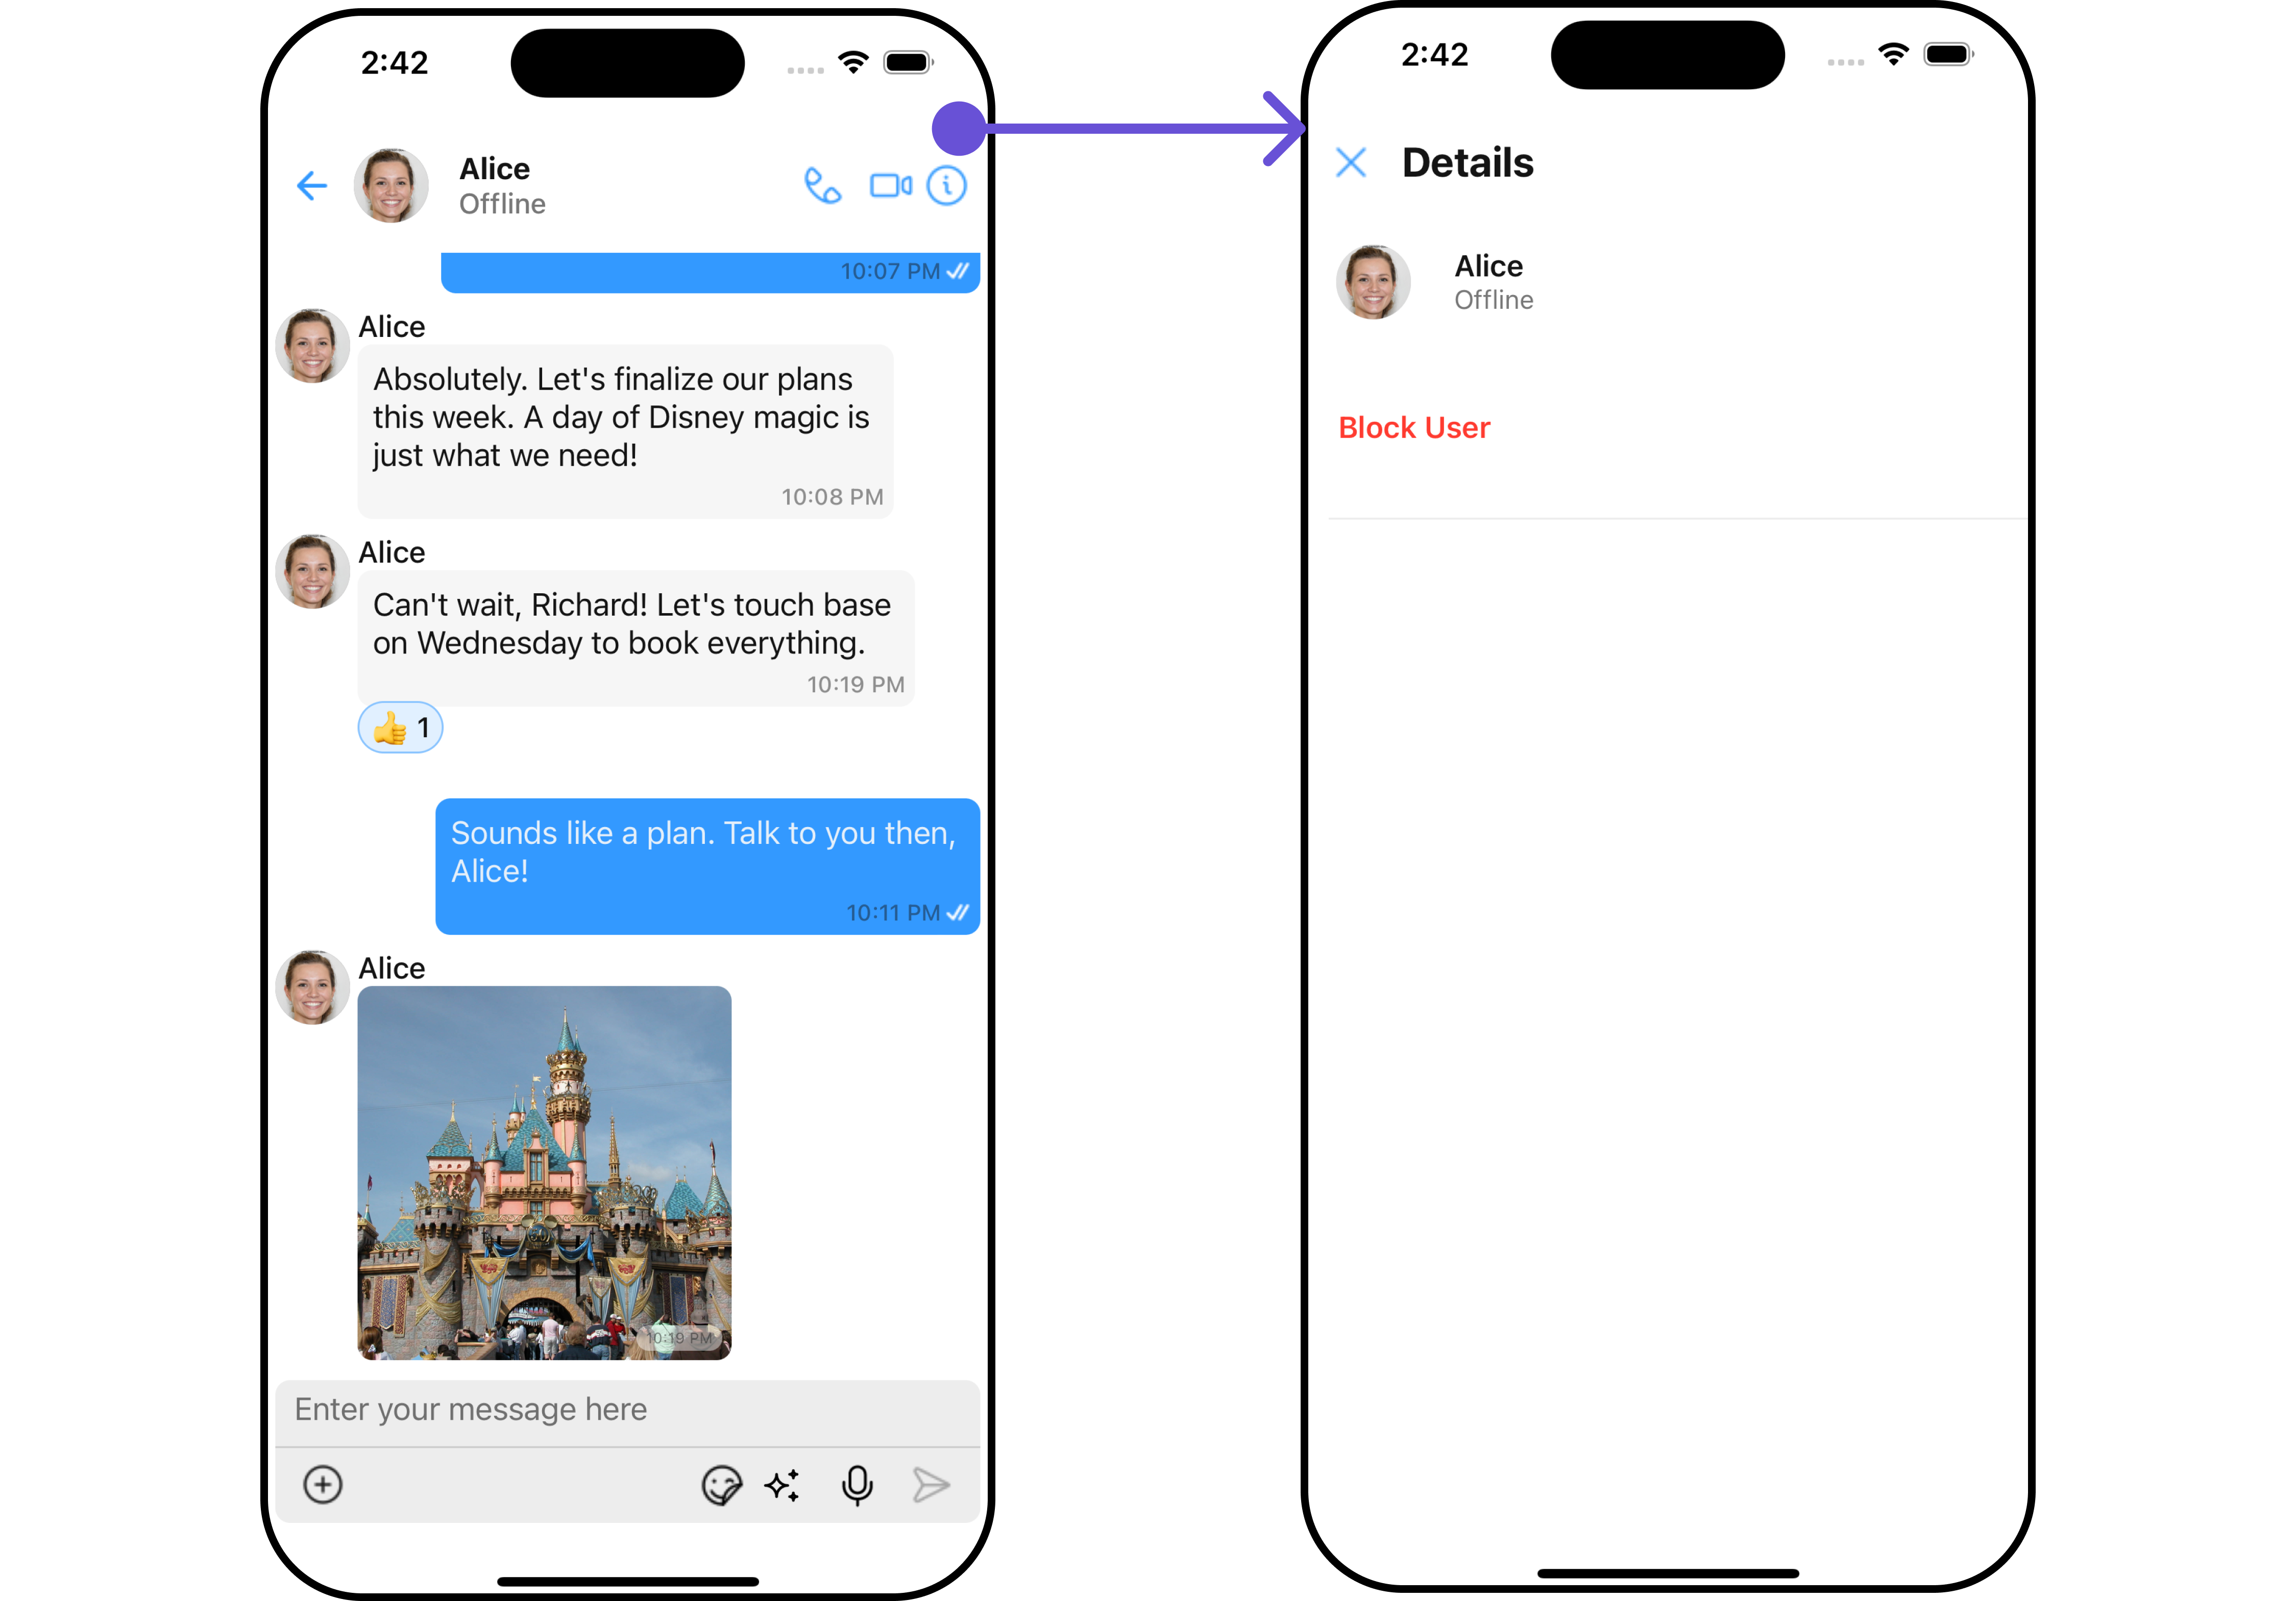 2:42
Alice
Offline
10:07 PM
Alice
Absolutely. Let's finalize our plans
this week. A day of Disney magic is
just what we need!
10:08 PM
Alice
Can't wait, Richard! Let's touch base
on Wednesday to book everything.
10:19 PM
👍 1
Sounds like a plan. Talk to you then,
Alice!
10:11 PM
Alice
10:19 PM
Enter your message here
2:42
Details
Alice
Offline
Block User